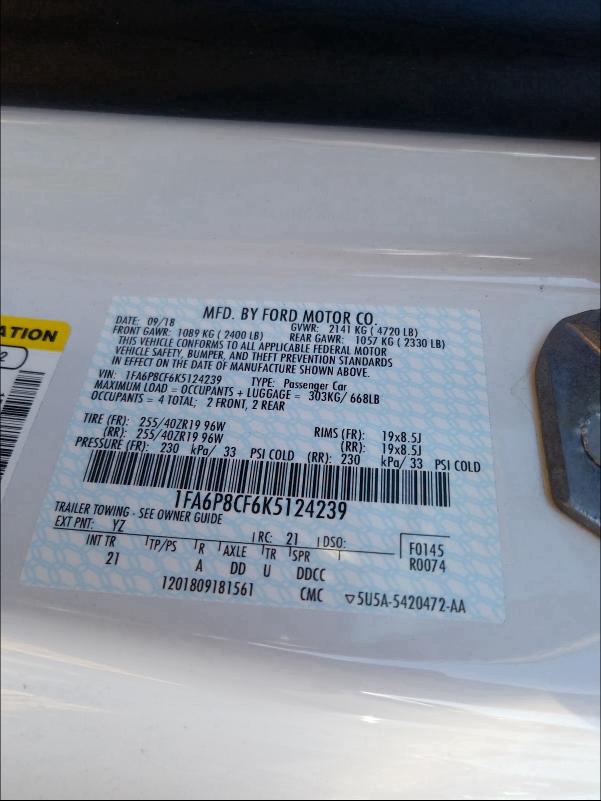 MFD. BY FORD MOTOR CO.
DATE: 09/18 GVWR: 2141 KG ( 4720 LB)
FRONT GAWR: 1089 KG ( 2400 LB) REAR GAWR: 1057 KG ( 2330 LB)
THIS VEHICLE CONFORMS TO ALL APPLICABLE FEDERAL MOTOR
VEHICLE SAFETY, BUMPER, AND THEFT PREVENTION STANDARDS
IN EFFECT ON THE DATE OF MANUFACTURE SHOWN ABOVE.
VIN: 1FA6P8CF6K5124239 TYPE: Passenger Car
MAXIMUM LOAD = OCCUPANTS + LUGGAGE = 303KG/ 668LB
OCCUPANTS = 4 TOTAL; 2 FRONT, 2 REAR
TIRE (FR): 255/40ZR19 96W RIMS (FR): 19x8.5J
(RR): 255/40ZR19 96W (RR): 19x8.5J
PRESSURE (FR): 230 kPa/ 33 PSI COLD (RR): 230 kPa/ 33 PSI COLD
1FA6P8CF6K5124239
TRAILER TOWING - SEE OWNER GUIDE
EXT PNT: YZ RC: 21 DSO: F0145
INT TR TP/PS R AXLE TR SPR R0074
21 A DD U DDCC
1201809181561 CMC ▽5U5A-5420472-AA
ATION
2